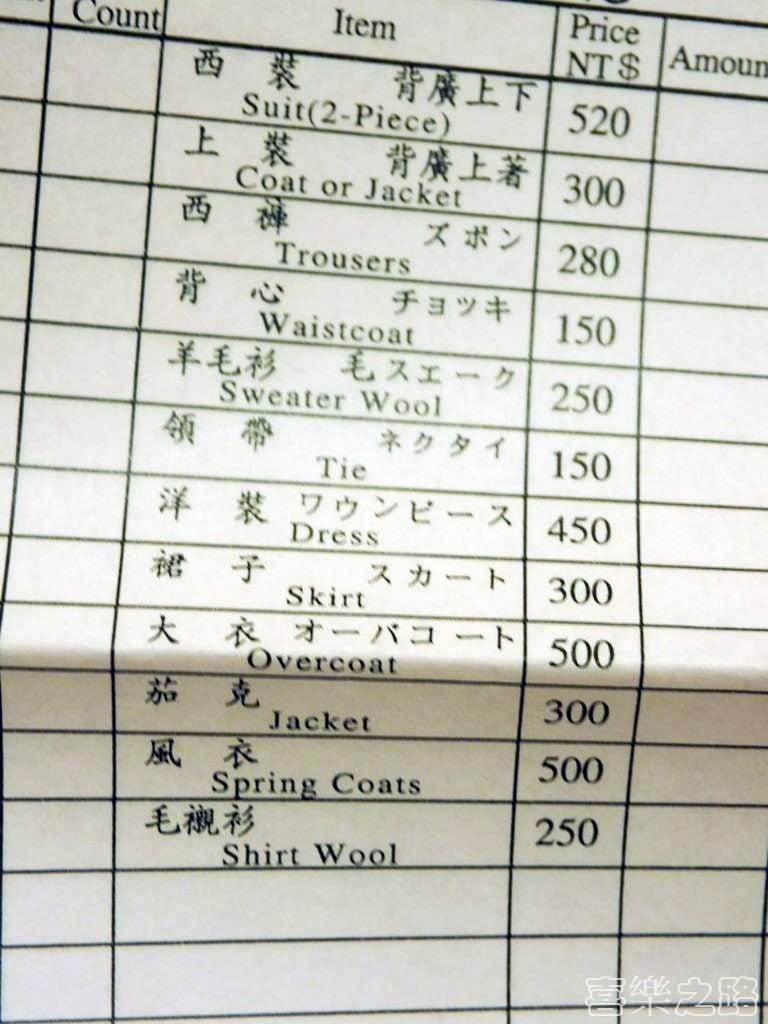 Count
Item
Price
NT$
Amoun
西 裝 背廣上下
Suit(2-Piece)
520
上 裝 背廣上著
Coat or Jacket
300
西 褲 ズボン
Trousers
280
背 心 チョッキ
Waistcoat
150
羊毛衫 毛スエーク
Sweater Wool
250
領 帶 ネクタイ
Tie
150
洋 裝 ワウンピース
Dress
450
裙 子 スカート
Skirt
300
大 衣 オーバコート
Overcoat
500
茄 克
Jacket
300
風 衣
Spring Coats
500
毛襯衫
Shirt Wool
250
喜樂之路